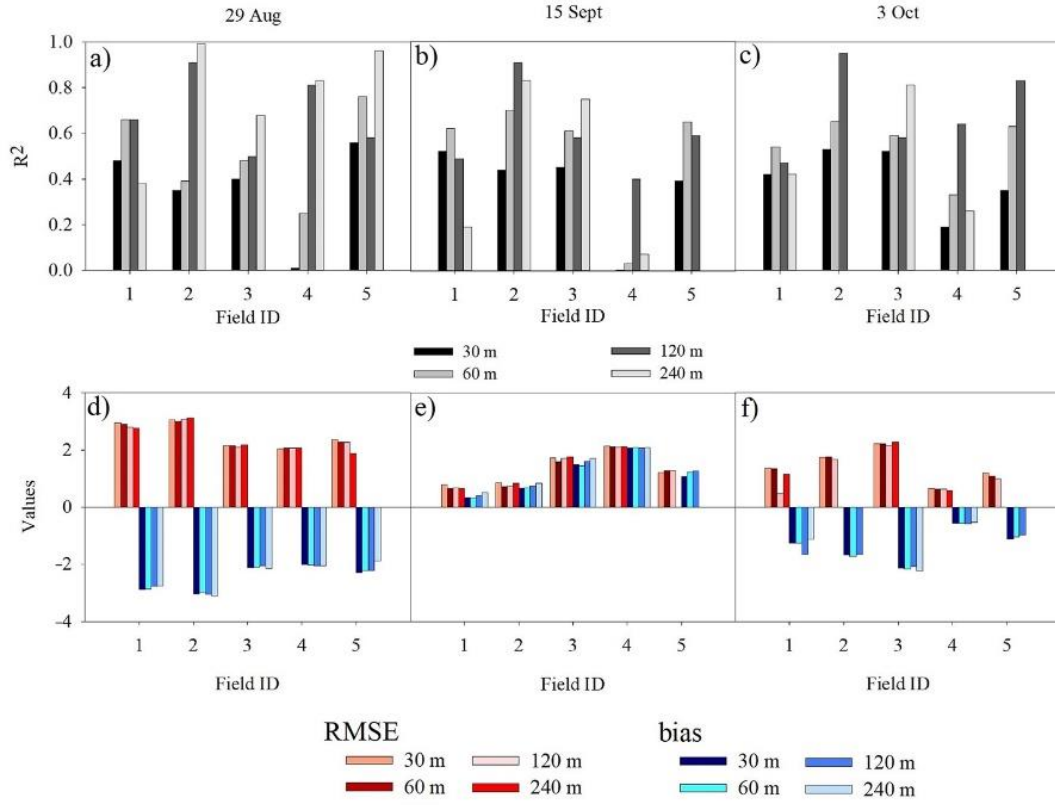 29 Aug 15 Sept 3 Oct
a) b) c)
1.0
0.8
0.6
0.4
0.2
0.0
R²
1 2 3 4 5 1 2 3 4 5 1 2 3 4 5
Field ID Field ID Field ID
30 m 120 m
60 m 240 m
d) e) f)
4
2
0
−2
−4
Values
1 2 3 4 5 1 2 3 4 5 1 2 3 4 5
Field ID Field ID Field ID
RMSE bias
30 m 120 m 30 m 120 m
60 m 240 m 60 m 240 m